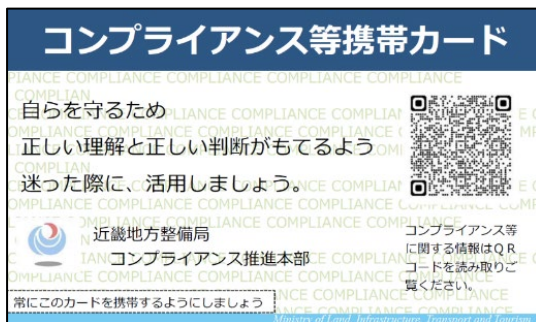 コンプライアンス等携帯カード
自らを守るため
正しい理解と正しい判断がもてるよう
迷った際に、活用しましょう。
近畿地方整備局
コンプライアンス推進本部
コンプライアンス等
に関する情報はQR
コードを読み取りご
覧ください。
常にこのカードを携帯するようにしましょう
Ministry of Land, Infrastructure, Transport and Tourism